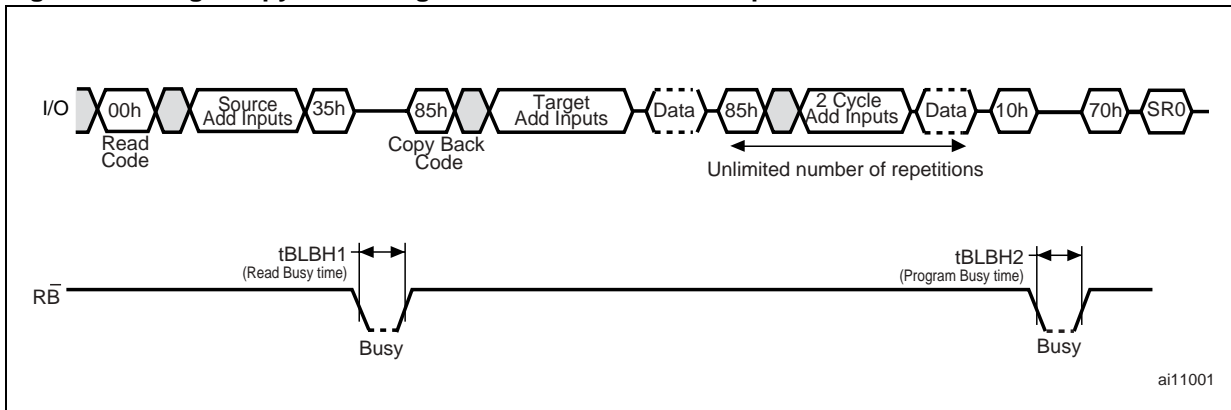 I/O 00h Source Add Inputs 35h 85h Target Add Inputs Data 85h 2 Cycle Add Inputs Data 10h 70h SR0
Read Code
Copy Back Code
Unlimited number of repetitions
tBLBH1
(Read Busy time)
tBLBH2
(Program Busy time)
RB̅
Busy
Busy
ai11001